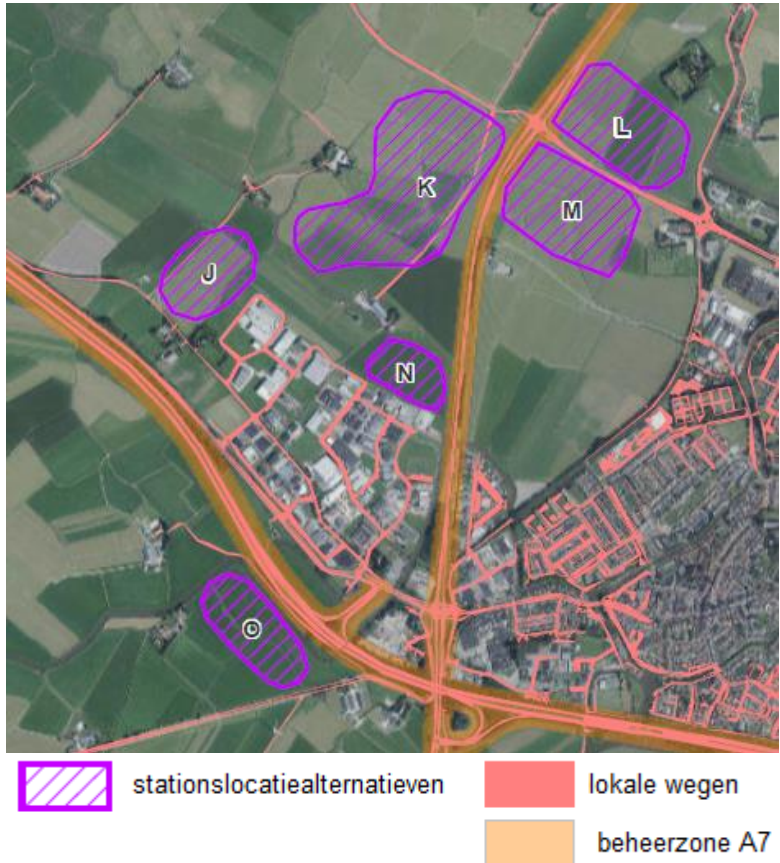 L
K
M
J
N
O
stationslocatiealternatieven
lokale wegen
beheerzone A7